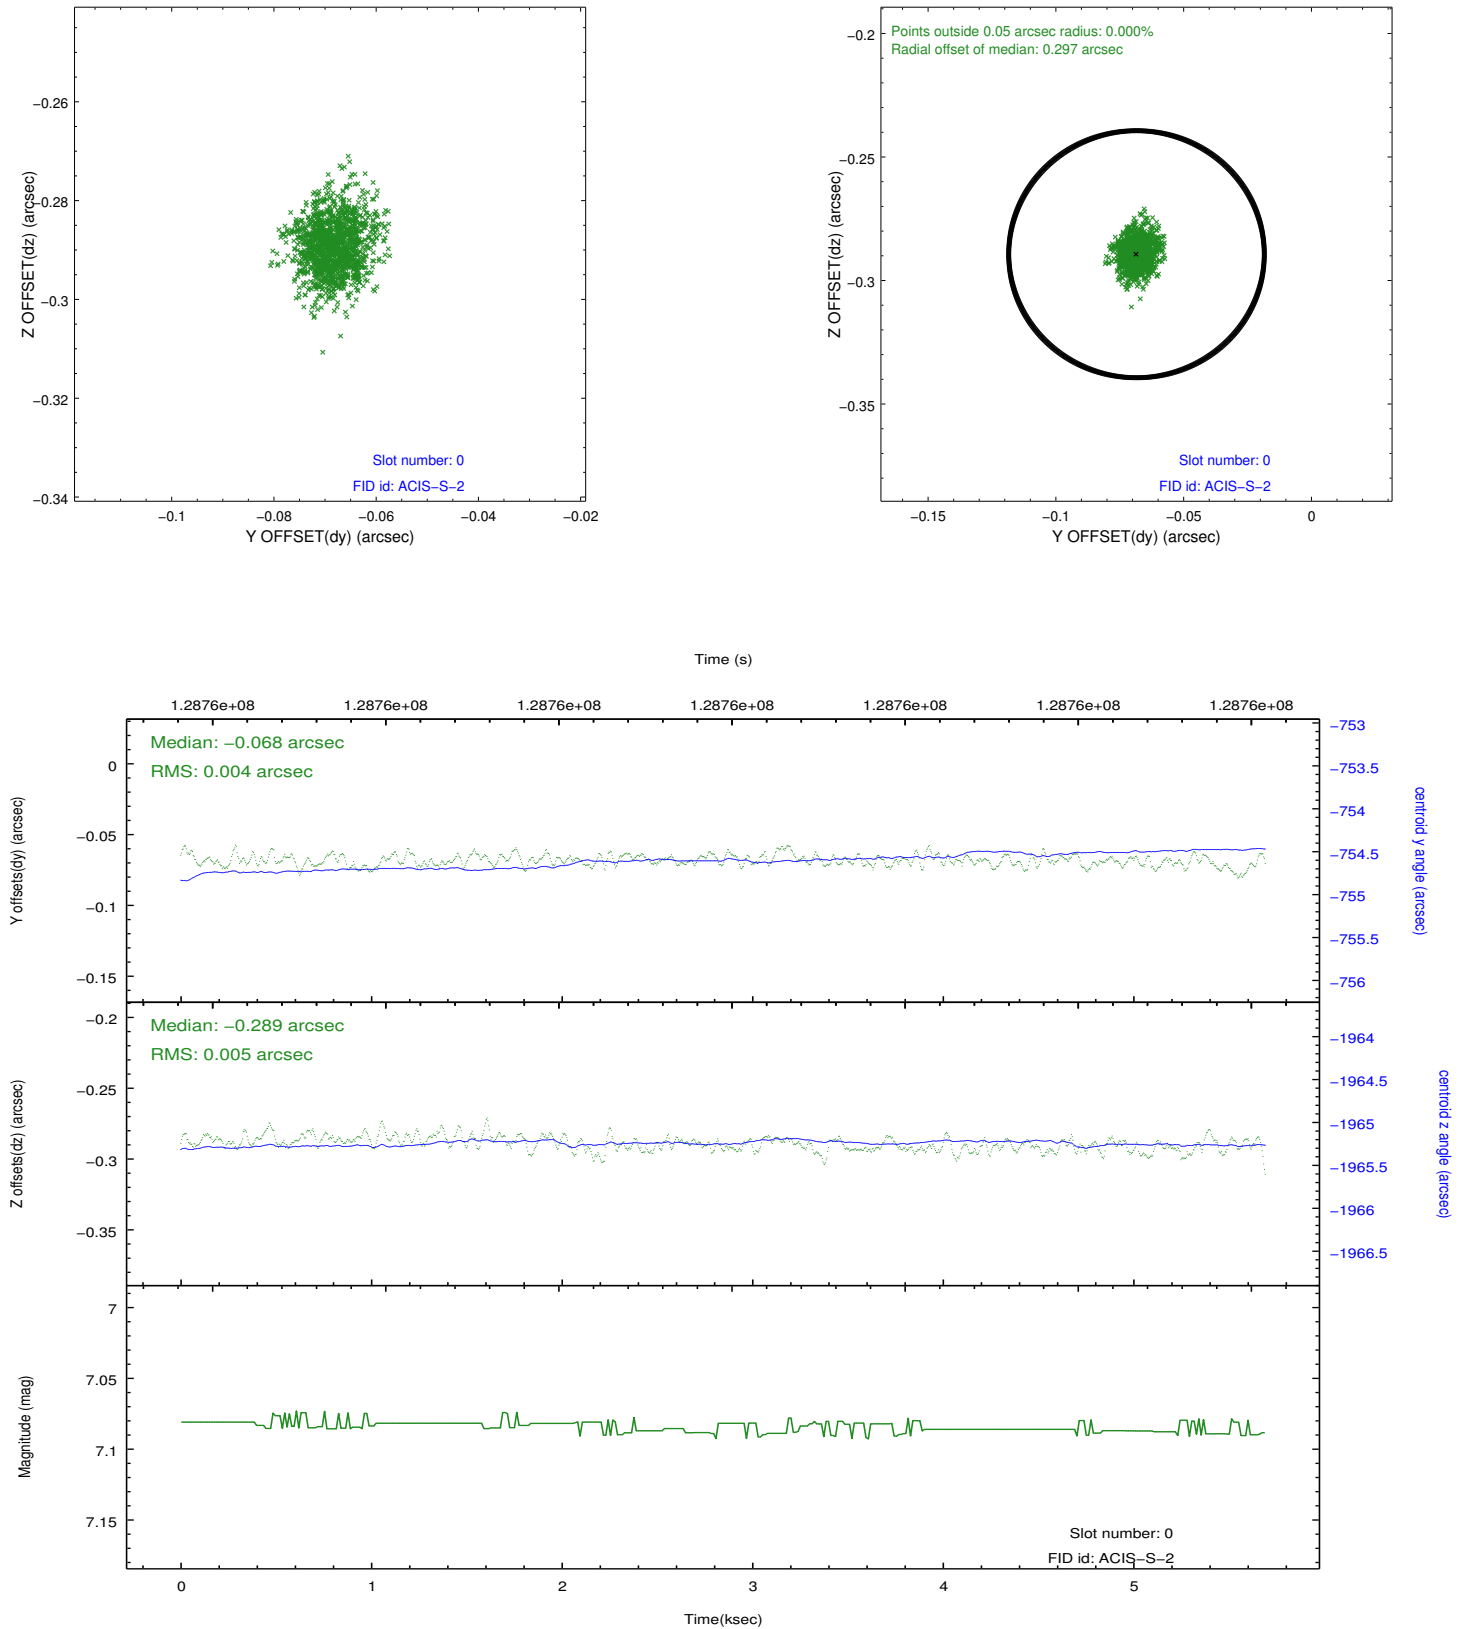 −0.26
−0.28
−0.3
−0.32
−0.34
Z OFFSET(dz) (arcsec)
Slot number: 0
FID id: ACIS−S−2
−0.1
−0.08
−0.06
−0.04
−0.02
Y OFFSET(dy) (arcsec)
Points outside 0.05 arcsec radius: 0.000%
Radial offset of median: 0.297 arcsec
−0.2
−0.25
−0.3
−0.35
Z OFFSET(dz) (arcsec)
Slot number: 0
FID id: ACIS−S−2
−0.15
−0.1
−0.05
0
Y OFFSET(dy) (arcsec)
Time (s)
1.2876e+08
1.2876e+08
1.2876e+08
1.2876e+08
1.2876e+08
1.2876e+08
1.2876e+08
Median: −0.068 arcsec
RMS: 0.004 arcsec
0
−0.05
−0.1
−0.15
Y offsets(dy) (arcsec)
−753
−753.5
−754
−754.5
−755
−755.5
−756
centroid y angle (arcsec)
Median: −0.289 arcsec
RMS: 0.005 arcsec
−0.2
−0.25
−0.3
−0.35
Z offsets(dz) (arcsec)
−1964
−1964.5
−1965
−1965.5
−1966
−1966.5
centroid z angle (arcsec)
7
7.05
7.1
7.15
Magnitude (mag)
Slot number: 0
FID id: ACIS−S−2
0
1
2
3
4
5
Time(ksec)